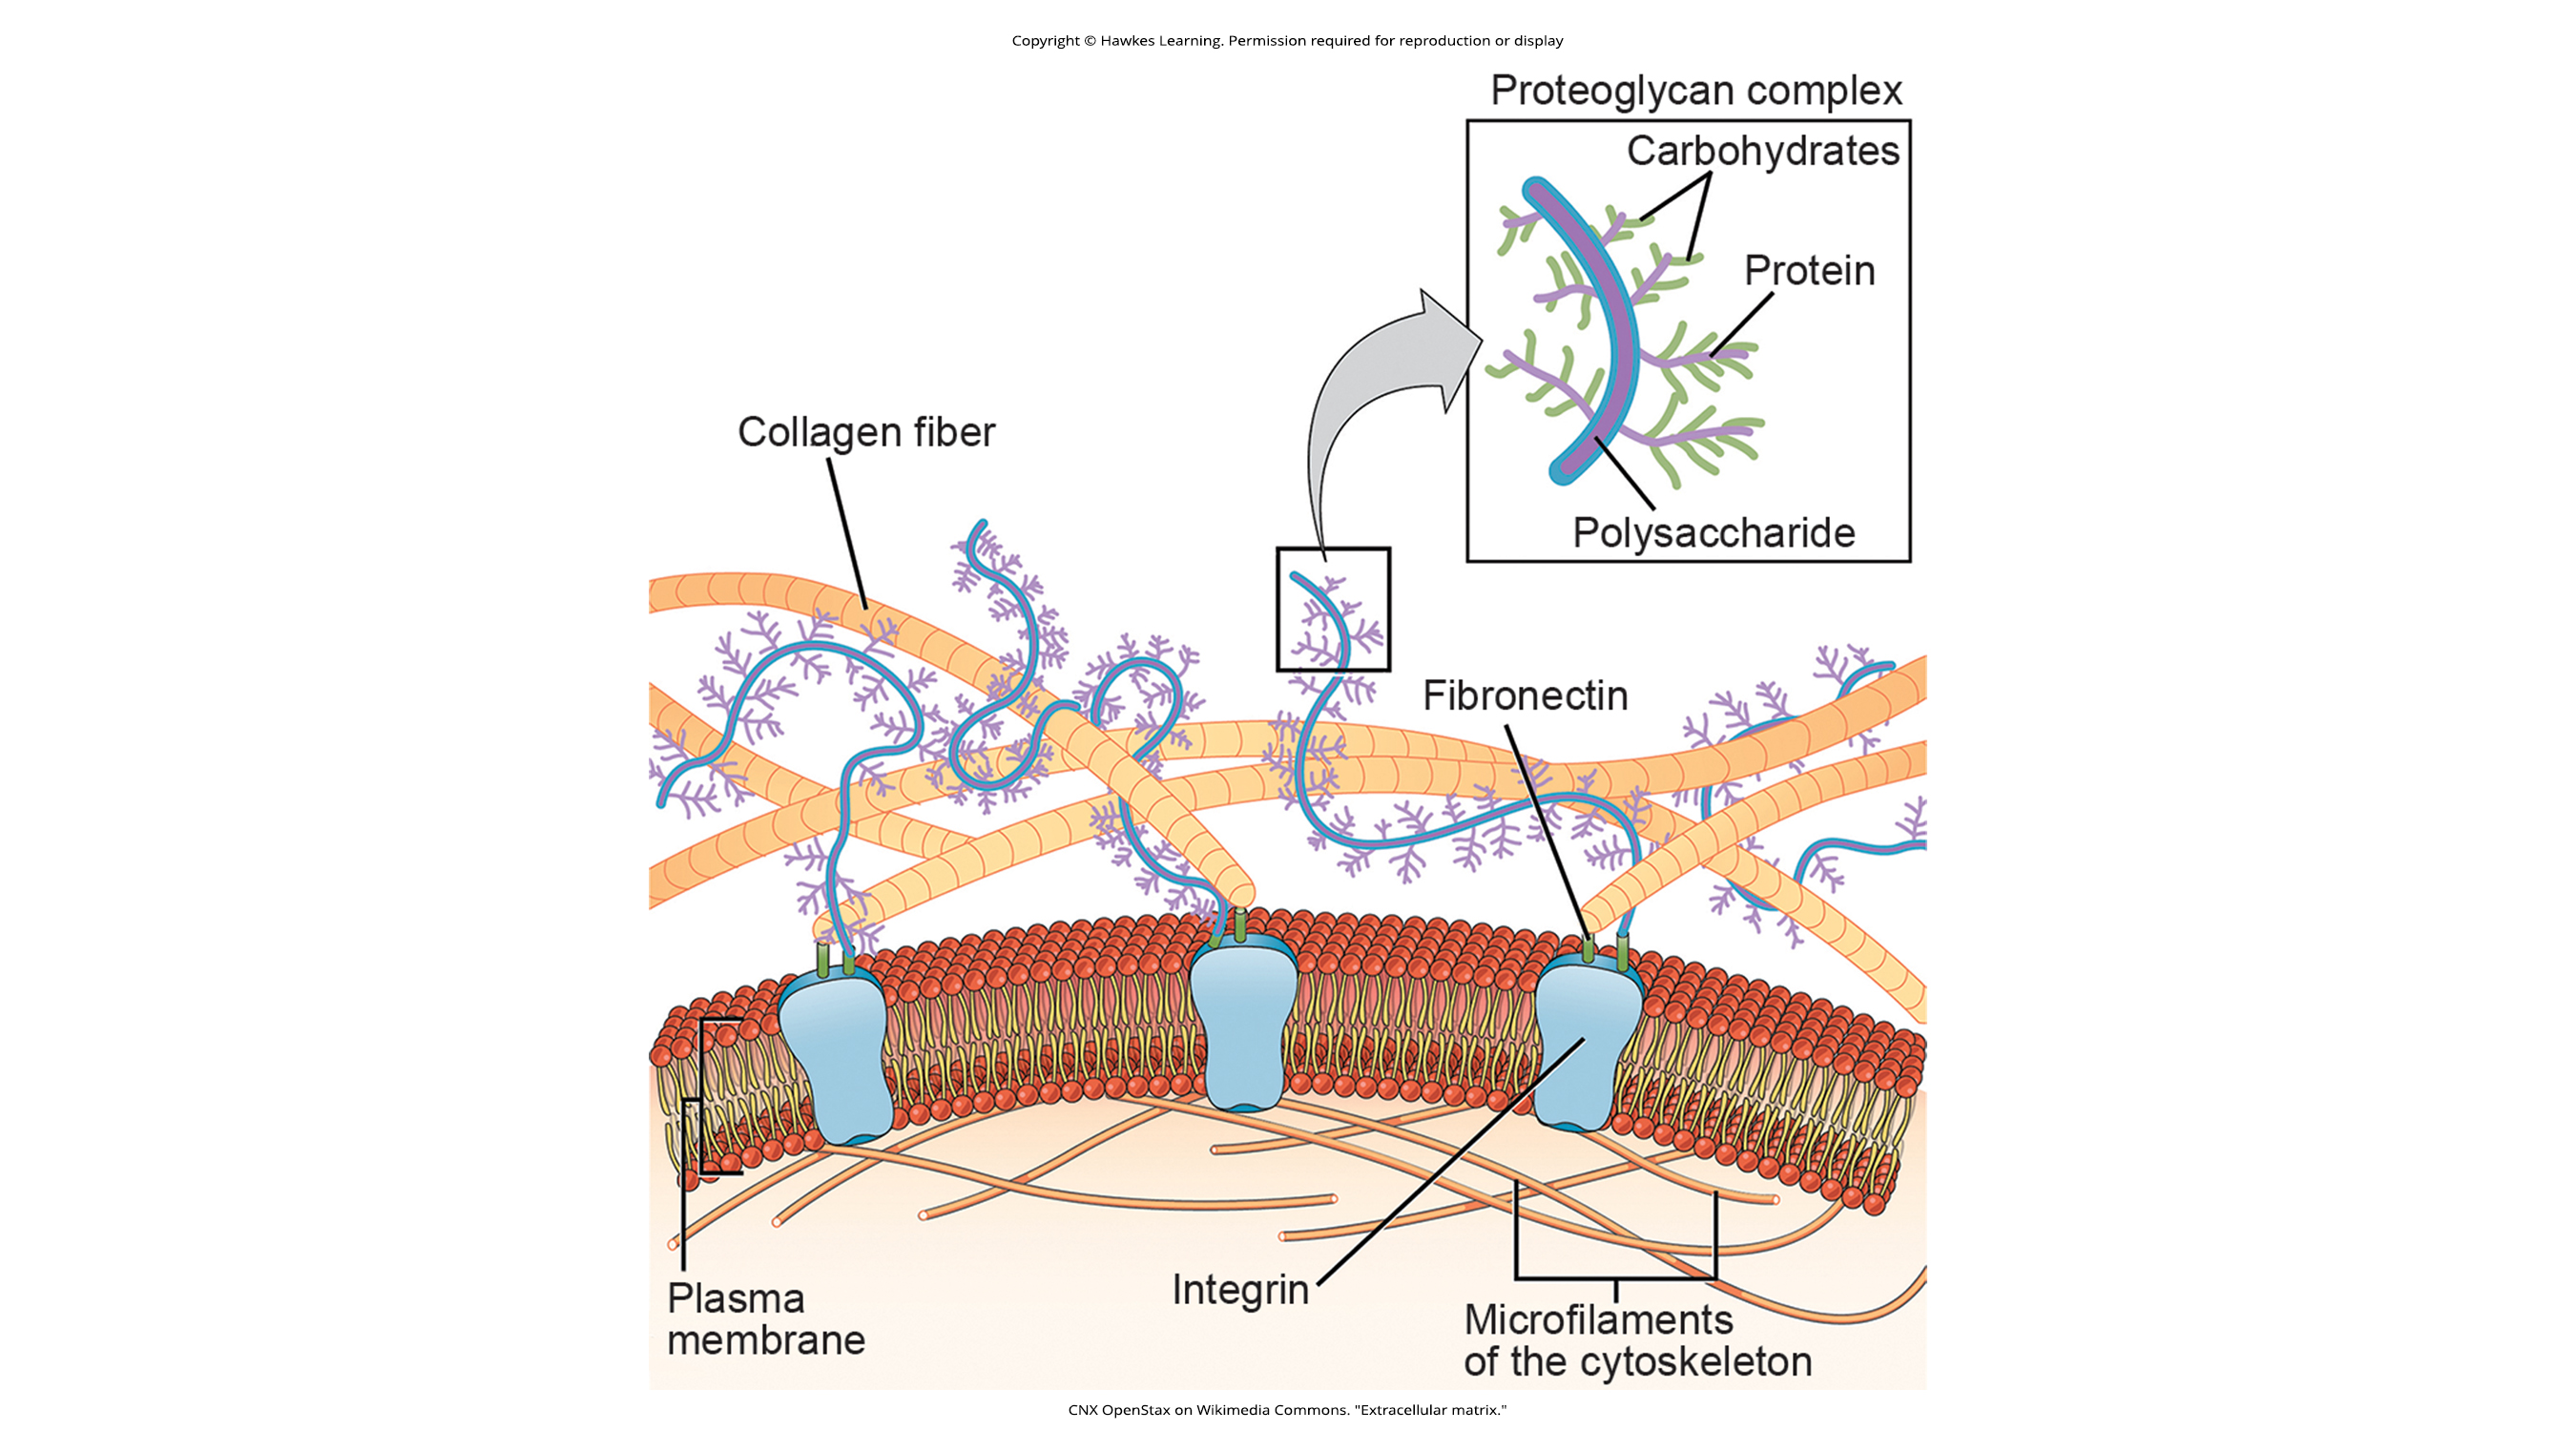 Copyright © Hawkes Learning. Permission required for reproduction or display
Proteoglycan complex
Carbohydrates
Protein
Polysaccharide
Collagen fiber
Fibronectin
Integrin
Plasma
membrane
Microfilaments
of the cytoskeleton
CNX OpenStax on Wikimedia Commons. "Extracellular matrix."